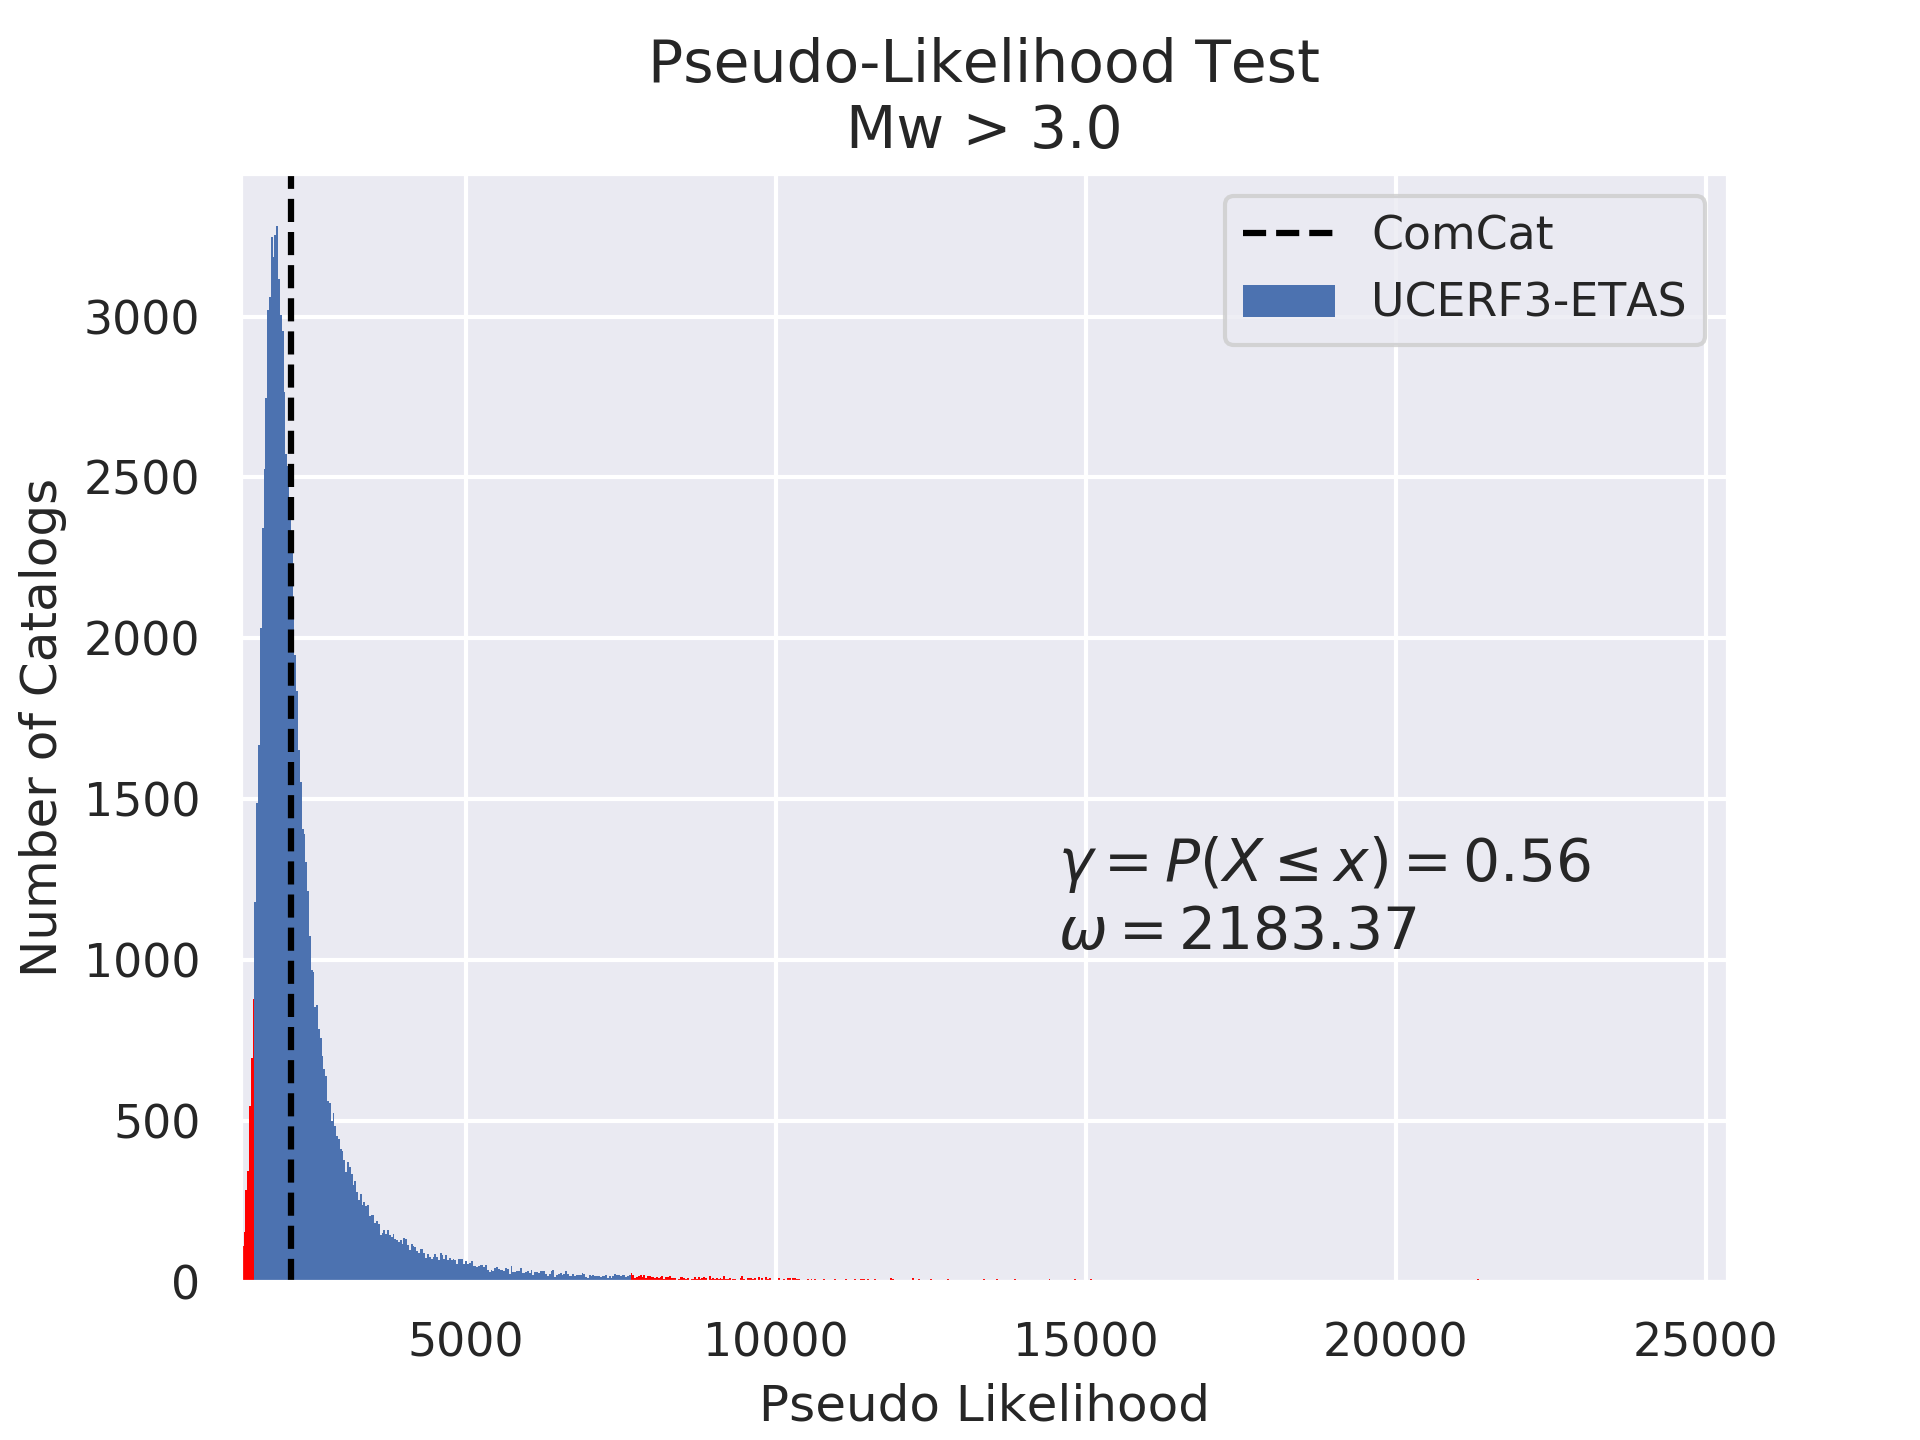 Pseudo-Likelihood Test
Mw > 3.0
ComCat
UCERF3-ETAS
3000
2500
2000
1500
1000
500
0
Number of Catalogs
γ = P(X ≤ x) = 0.56
ω = 2183.37
5000 10000 15000 20000 25000
Pseudo Likelihood